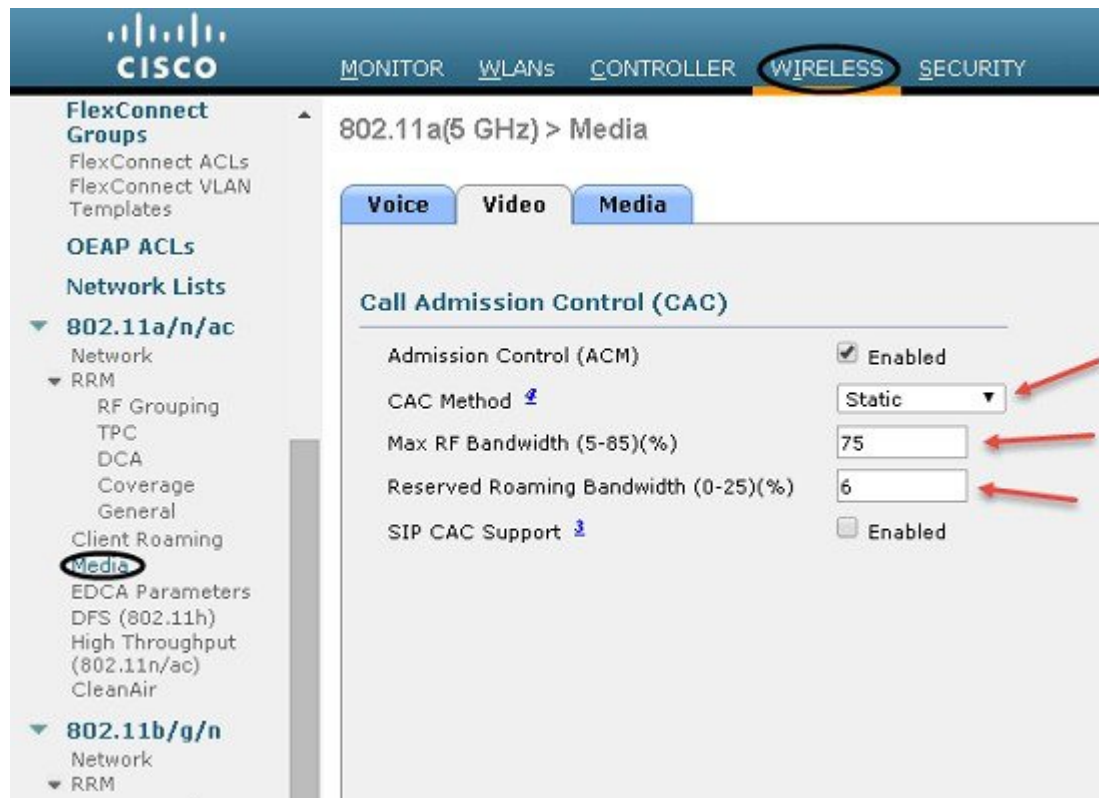 CISCO
MONITOR WLANs CONTROLLER WIRELESS SECURITY
FlexConnect
Groups
FlexConnect ACLs
FlexConnect VLAN
Templates
OEAP ACLs
Network Lists
802.11a/n/ac
Network
RRM
RF Grouping
TPC
DCA
Coverage
General
Client Roaming
Media
EDCA Parameters
DFS (802.11h)
High Throughput
(802.11n/ac)
CleanAir
802.11b/g/n
Network
RRM
802.11a(5 GHz) > Media
Voice Video Media
Call Admission Control (CAC)
Admission Control (ACM) Enabled
CAC Method 4 Static
Max RF Bandwidth (5-85)(%) 75
Reserved Roaming Bandwidth (0-25)(%) 6
SIP CAC Support 3 Enabled